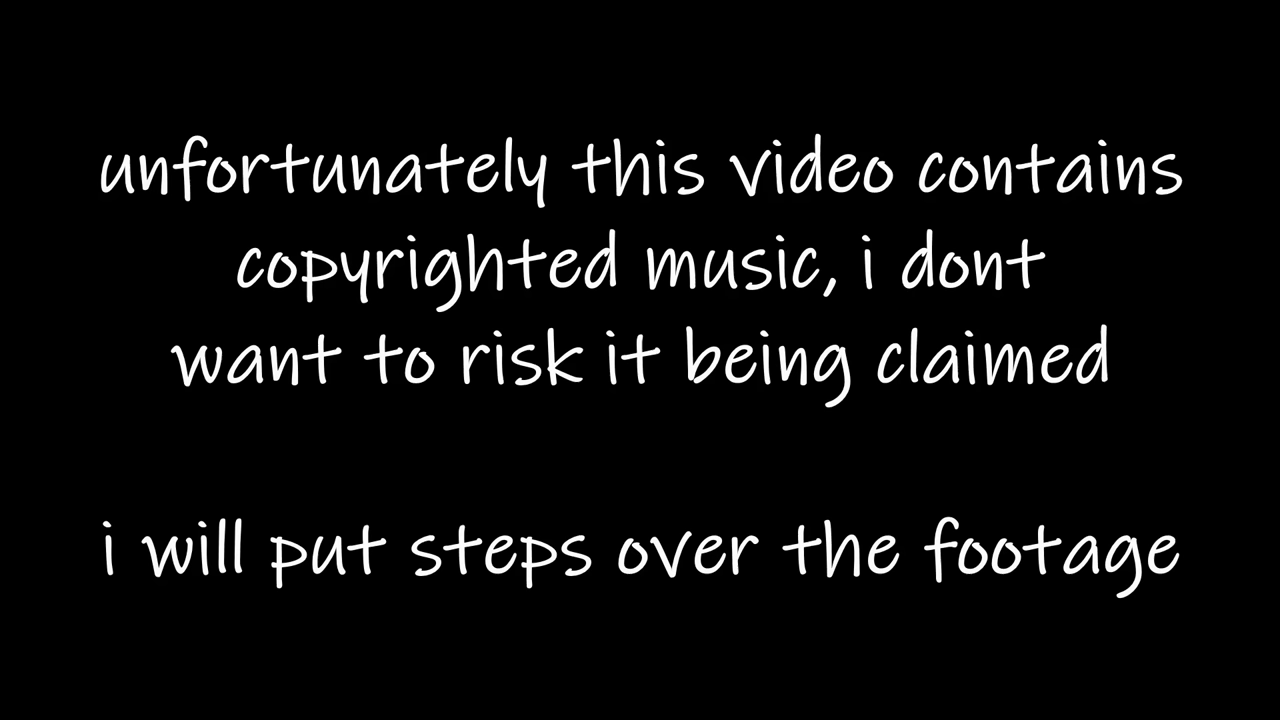 unfortunately this video contains
copyrighted music, i dont
want to risk it being claimed
i will put steps over the footage